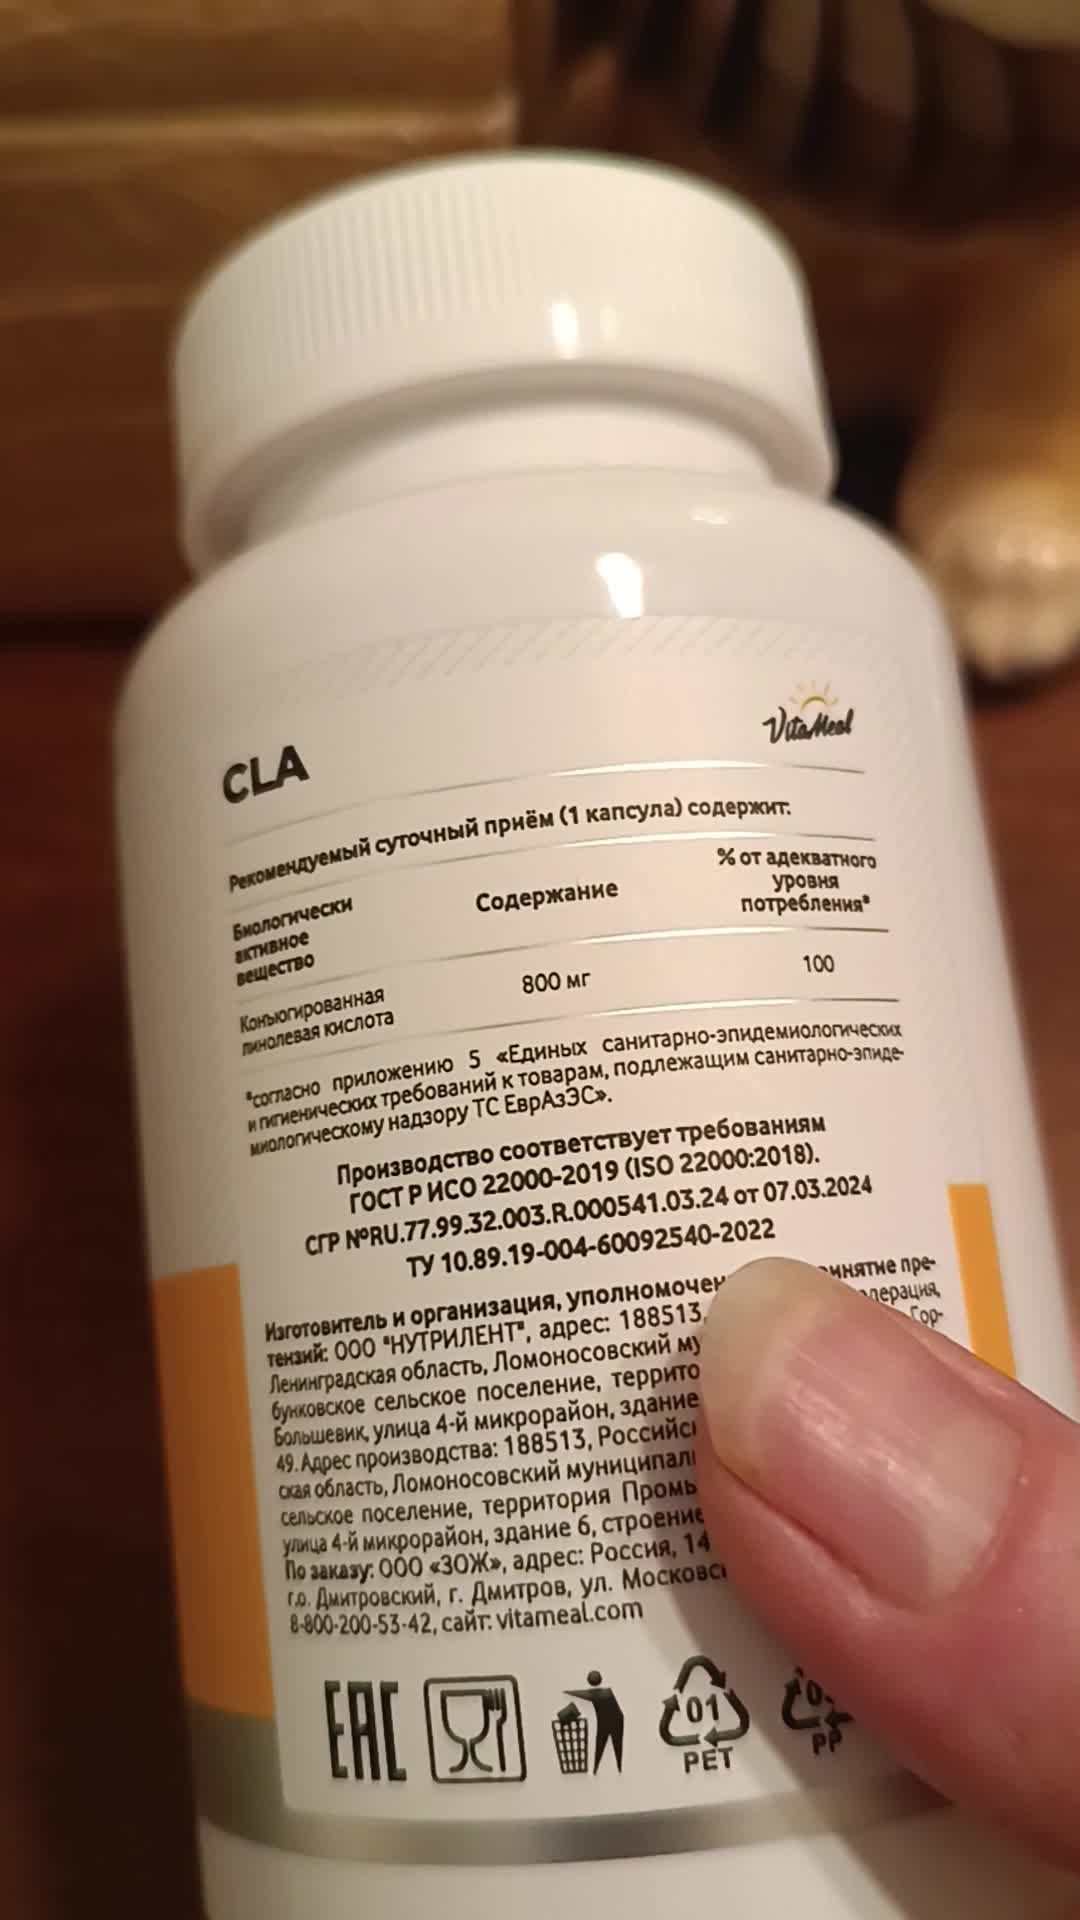 CLA
VitaMeal
Рекомендуемый суточный приём (1 капсула) содержит:
Биологически
активное
вещество
Содержание
% от адекватного
уровня
потребления*
Конъюгированная
линолевая кислота
800 мг
100
*согласно приложению 5 «Единых санитарно-эпидемиологических
и гигиенических требований к товарам, подлежащим санитарно-эпиде-
миологическому надзору ТС ЕврАзЭС».
Производство соответствует требованиям
ГОСТ Р ИСО 22000-2019 (ISO 22000:2018).
СГР №RU.77.99.32.003.R.000541.03.24 от 07.03.2024
ТУ 10.89.19-004-60092540-2022
Изготовитель и организация, уполномочен принятие пре-
тензий: ООО "НУТРИЛЕНТ", адрес: 188513, дерация,
Ленинградская область, Ломоносовский му Гор-
бунковское сельское поселение, террито
Большевик, улица 4-й микрорайон, здание
49. Адрес производства: 188513, Российс
ская область, Ломоносовский муниципал
сельское поселение, территория Промь
улица 4-й микрорайон, здание 6, строение
По заказу: ООО «ЗОЖ», адрес: Россия, 14
г.о. Дмитровский, г. Дмитров, ул. Московс
8-800-200-53-42, сайт: vitameal.com
EAC
01
PET
PP